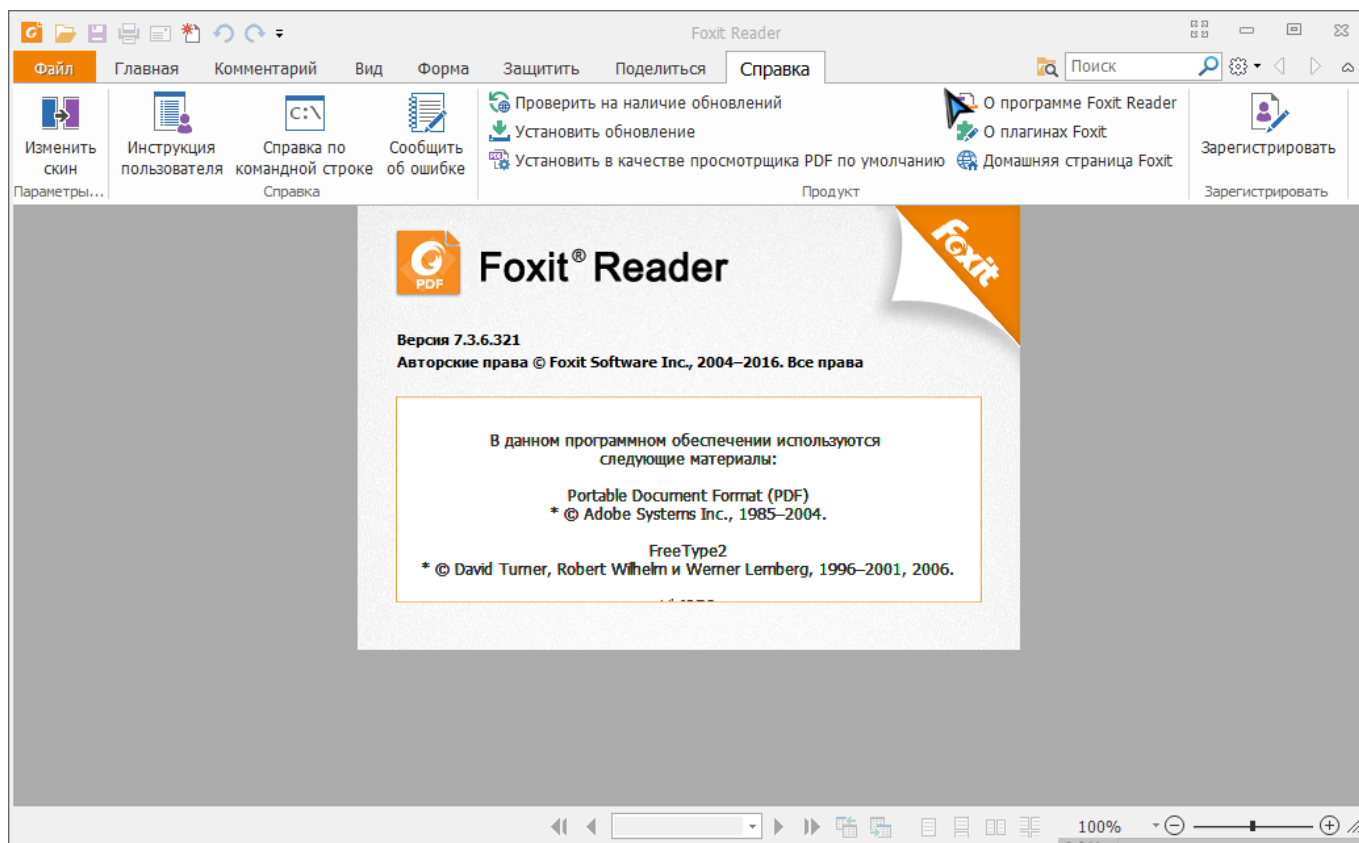 Foxit Reader
Файл Главная Комментарий Вид Форма Защитить Поделиться Справка Поиск
Изменить скин
Инструкция пользователя
C:\
Справка по командной строке
Сообщить об ошибке
Проверить на наличие обновлений
Установить обновление
Установить в качестве просмотрщика PDF по умолчанию
О программе Foxit Reader
О плагинах Foxit
Домашняя страница Foxit
Зарегистрировать
Параметры... Справка Продукт Зарегистрировать
PDF
Foxit® Reader
Foxit
Версия 7.3.6.321
Авторские права © Foxit Software Inc., 2004–2016. Все права
В данном программном обеспечении используются
следующие материалы:
Portable Document Format (PDF)
* © Adobe Systems Inc., 1985–2004.
FreeType2
* © David Turner, Robert Wilhelm и Werner Lemberg, 1996–2001, 2006.
100%